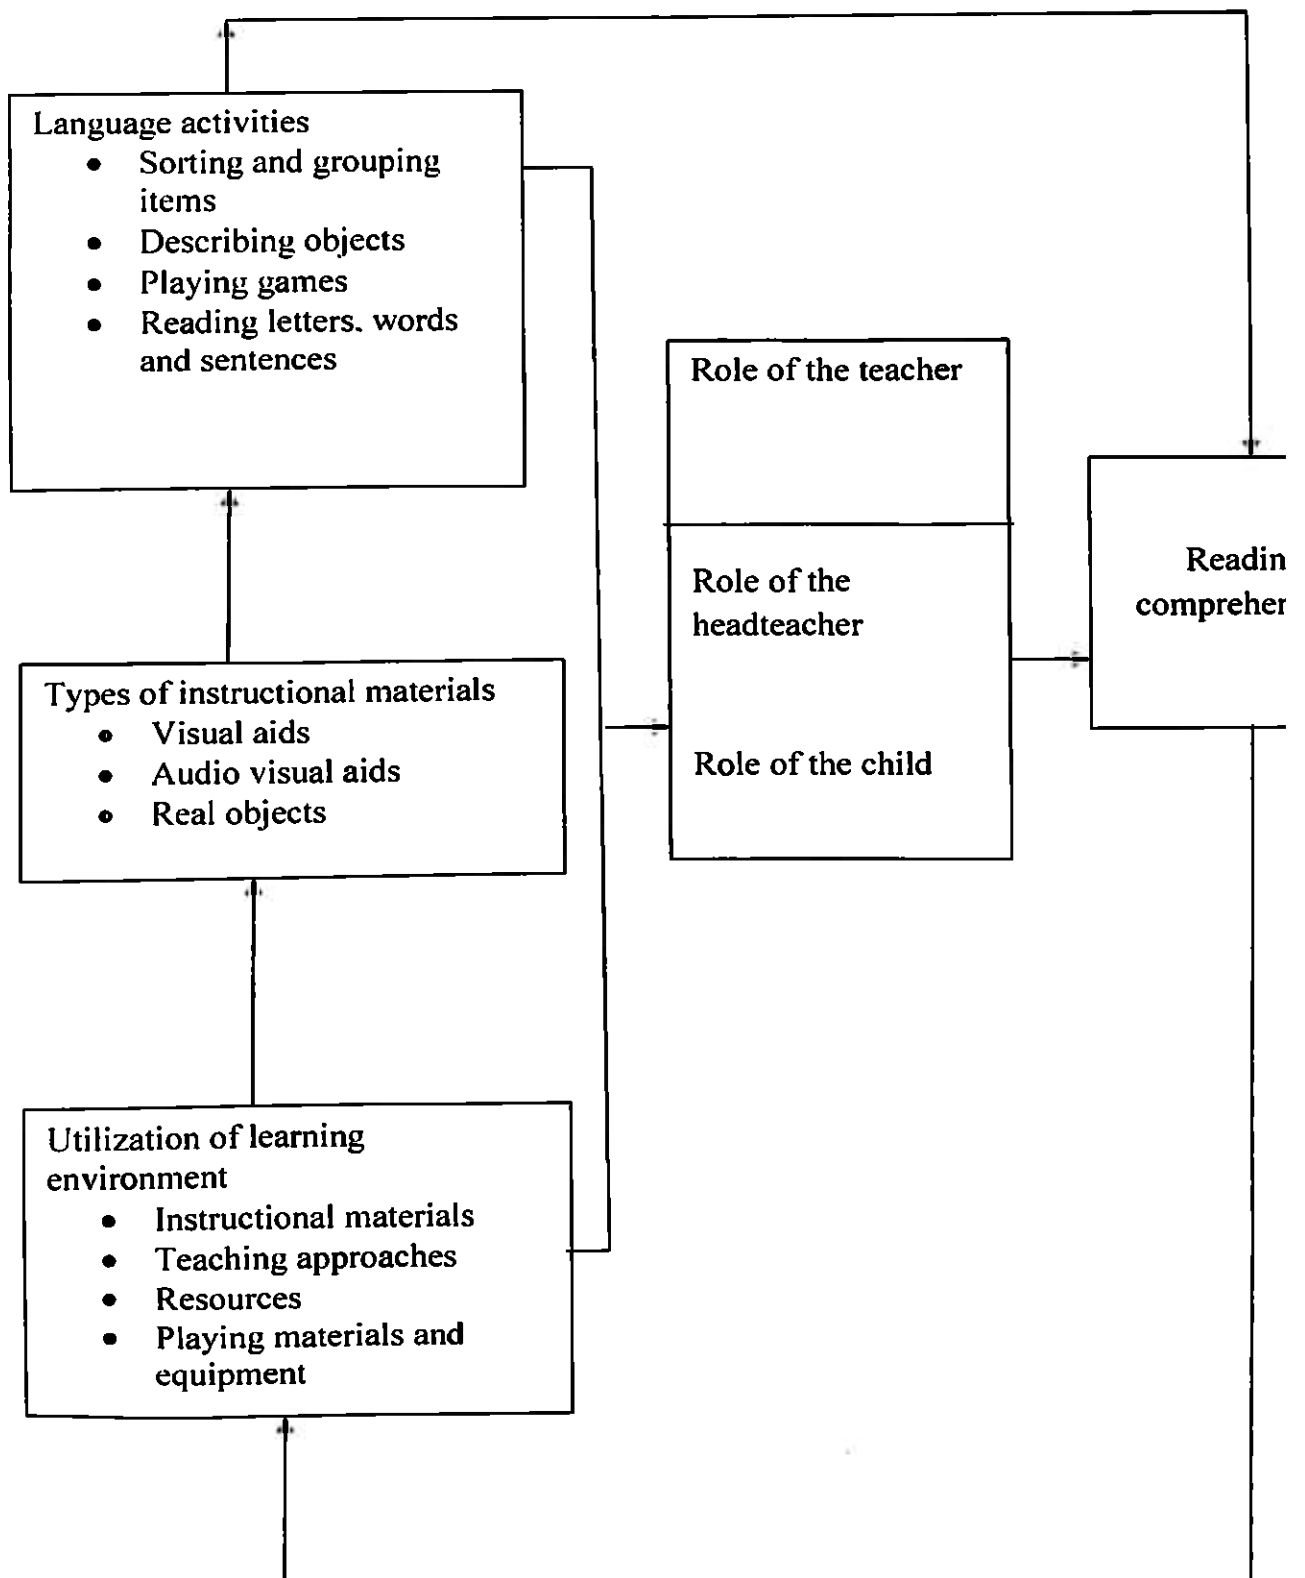 Language activities
• Sorting and grouping
items
• Describing objects
• Playing games
• Reading letters. words
and sentences
Types of instructional materials
• Visual aids
• Audio visual aids
• Real objects
Utilization of learning
environment
• Instructional materials
• Teaching approaches
• Resources
• Playing materials and
equipment
Role of the teacher
Role of the
headteacher
Role of the child
Readin
comprehen